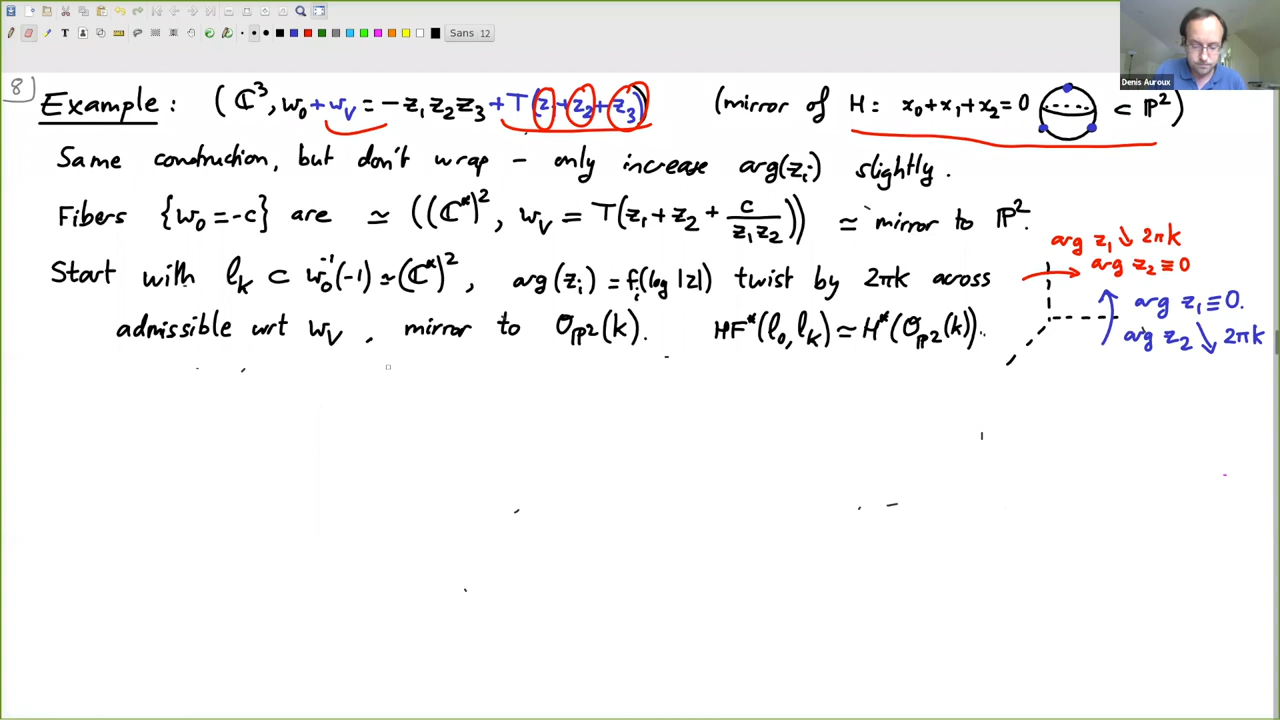 Sans 12
Denis Auroux
8
Example: (ℂ³, w₀ + w_V = -z₁z₂z₃ + T(z₁+z₂+z₃)) (mirror of H: x₀+x₁+x₂=0 ⊂ ℙ²)
Same construction, but don't wrap – only increase arg(zᵢ) slightly.
Fibers {w₀ = -c} are ≃ ((ℂ*)², w_V = T(z₁+z₂+ c/(z₁z₂))) ≃ mirror to ℙ².
Start with ℓ_k ⊂ w₀⁻¹(-1) ≃ (ℂ*)², arg(zᵢ) = fᵢ(log|z|) twist by 2πk across
admissible wrt w_V, mirror to 𝒪_ℙ²(k). HF*(ℓ₀, ℓ_k) ≃ H*(𝒪_ℙ²(k)).
arg z₁ ↘ 2πk
arg z₂ ≡ 0
arg z₁ ≡ 0.
arg z₂ ↘ 2πk